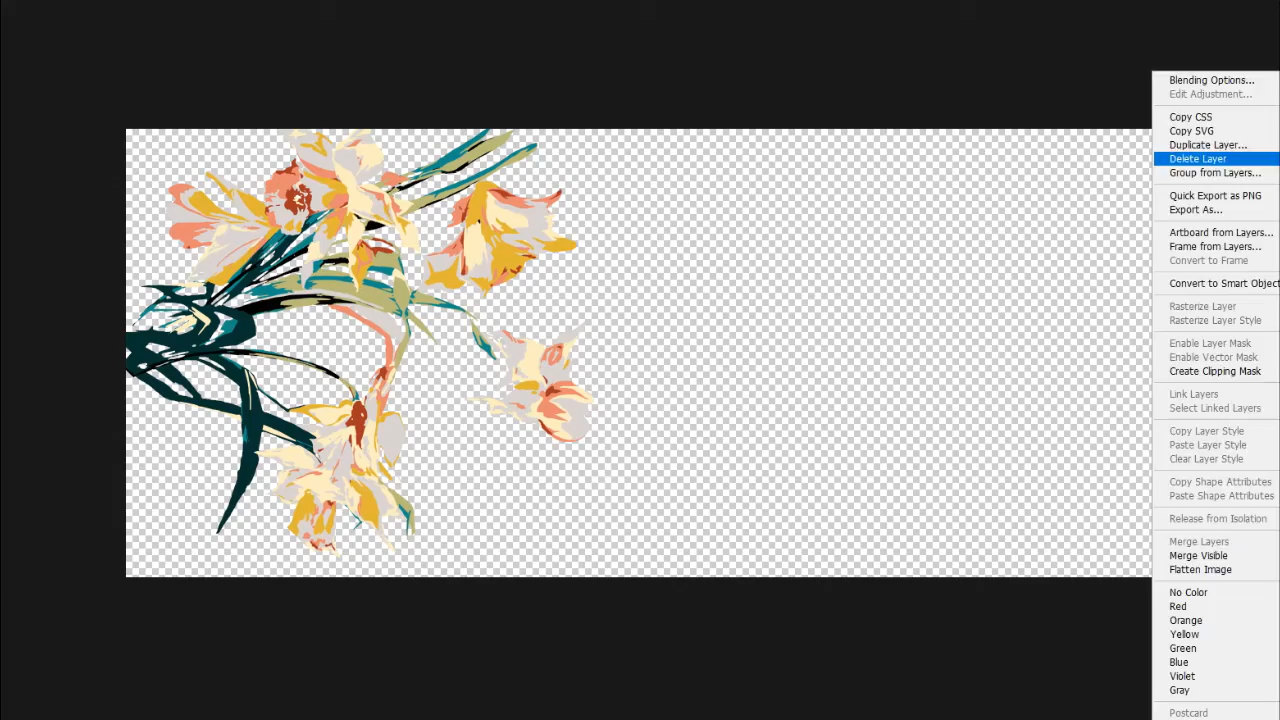 Blending Options...
Edit Adjustment...
Copy CSS
Copy SVG
Duplicate Layer...
Delete Layer
Group from Layers...
Quick Export as PNG
Export As...
Artboard from Layers...
Frame from Layers...
Convert to Frame
Convert to Smart Object
Rasterize Layer
Rasterize Layer Style
Enable Layer Mask
Enable Vector Mask
Create Clipping Mask
Link Layers
Select Linked Layers
Copy Layer Style
Paste Layer Style
Clear Layer Style
Copy Shape Attributes
Paste Shape Attributes
Release from Isolation
Merge Layers
Merge Visible
Flatten Image
No Color
Red
Orange
Yellow
Green
Blue
Violet
Gray
Postcard